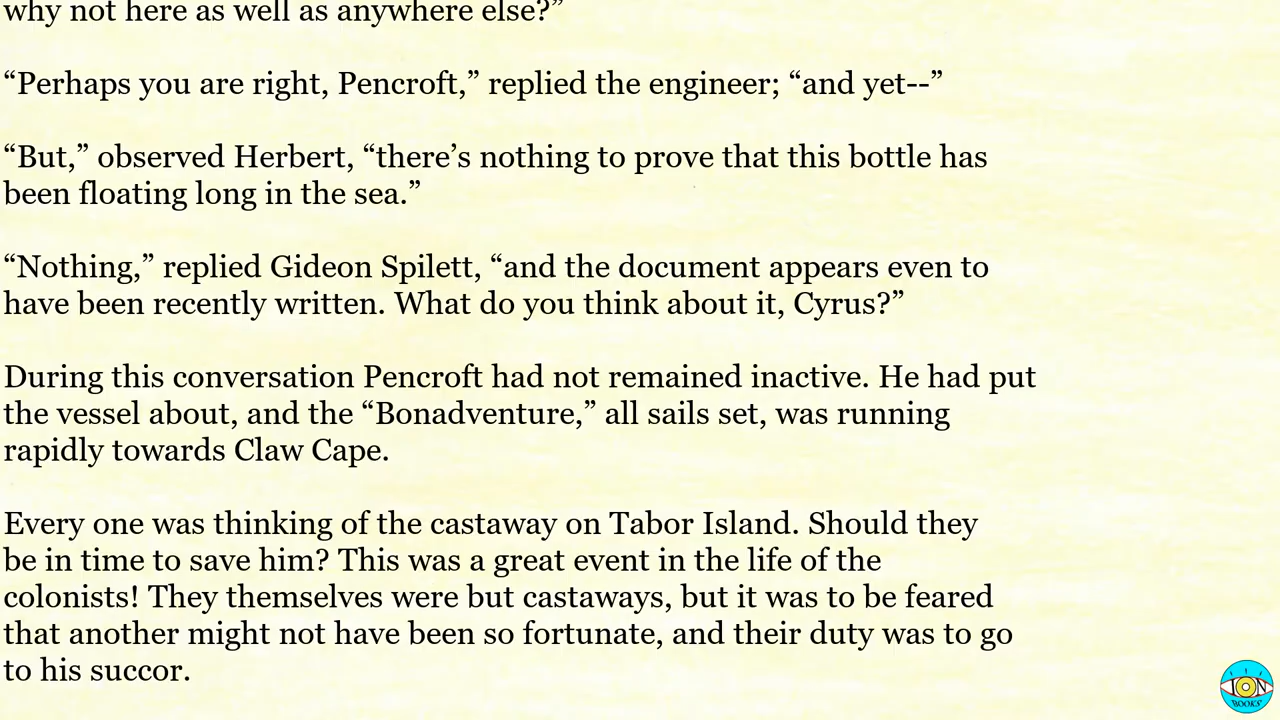 why not here as well as anywhere else?”
“Perhaps you are right, Pencroft,” replied the engineer; “and yet--”
“But,” observed Herbert, “there’s nothing to prove that this bottle has
been floating long in the sea.”
“Nothing,” replied Gideon Spilett, “and the document appears even to
have been recently written. What do you think about it, Cyrus?”
During this conversation Pencroft had not remained inactive. He had put
the vessel about, and the “Bonadventure,” all sails set, was running
rapidly towards Claw Cape.
Every one was thinking of the castaway on Tabor Island. Should they
be in time to save him? This was a great event in the life of the
colonists! They themselves were but castaways, but it was to be feared
that another might not have been so fortunate, and their duty was to go
to his succor.
ION
BOOKS